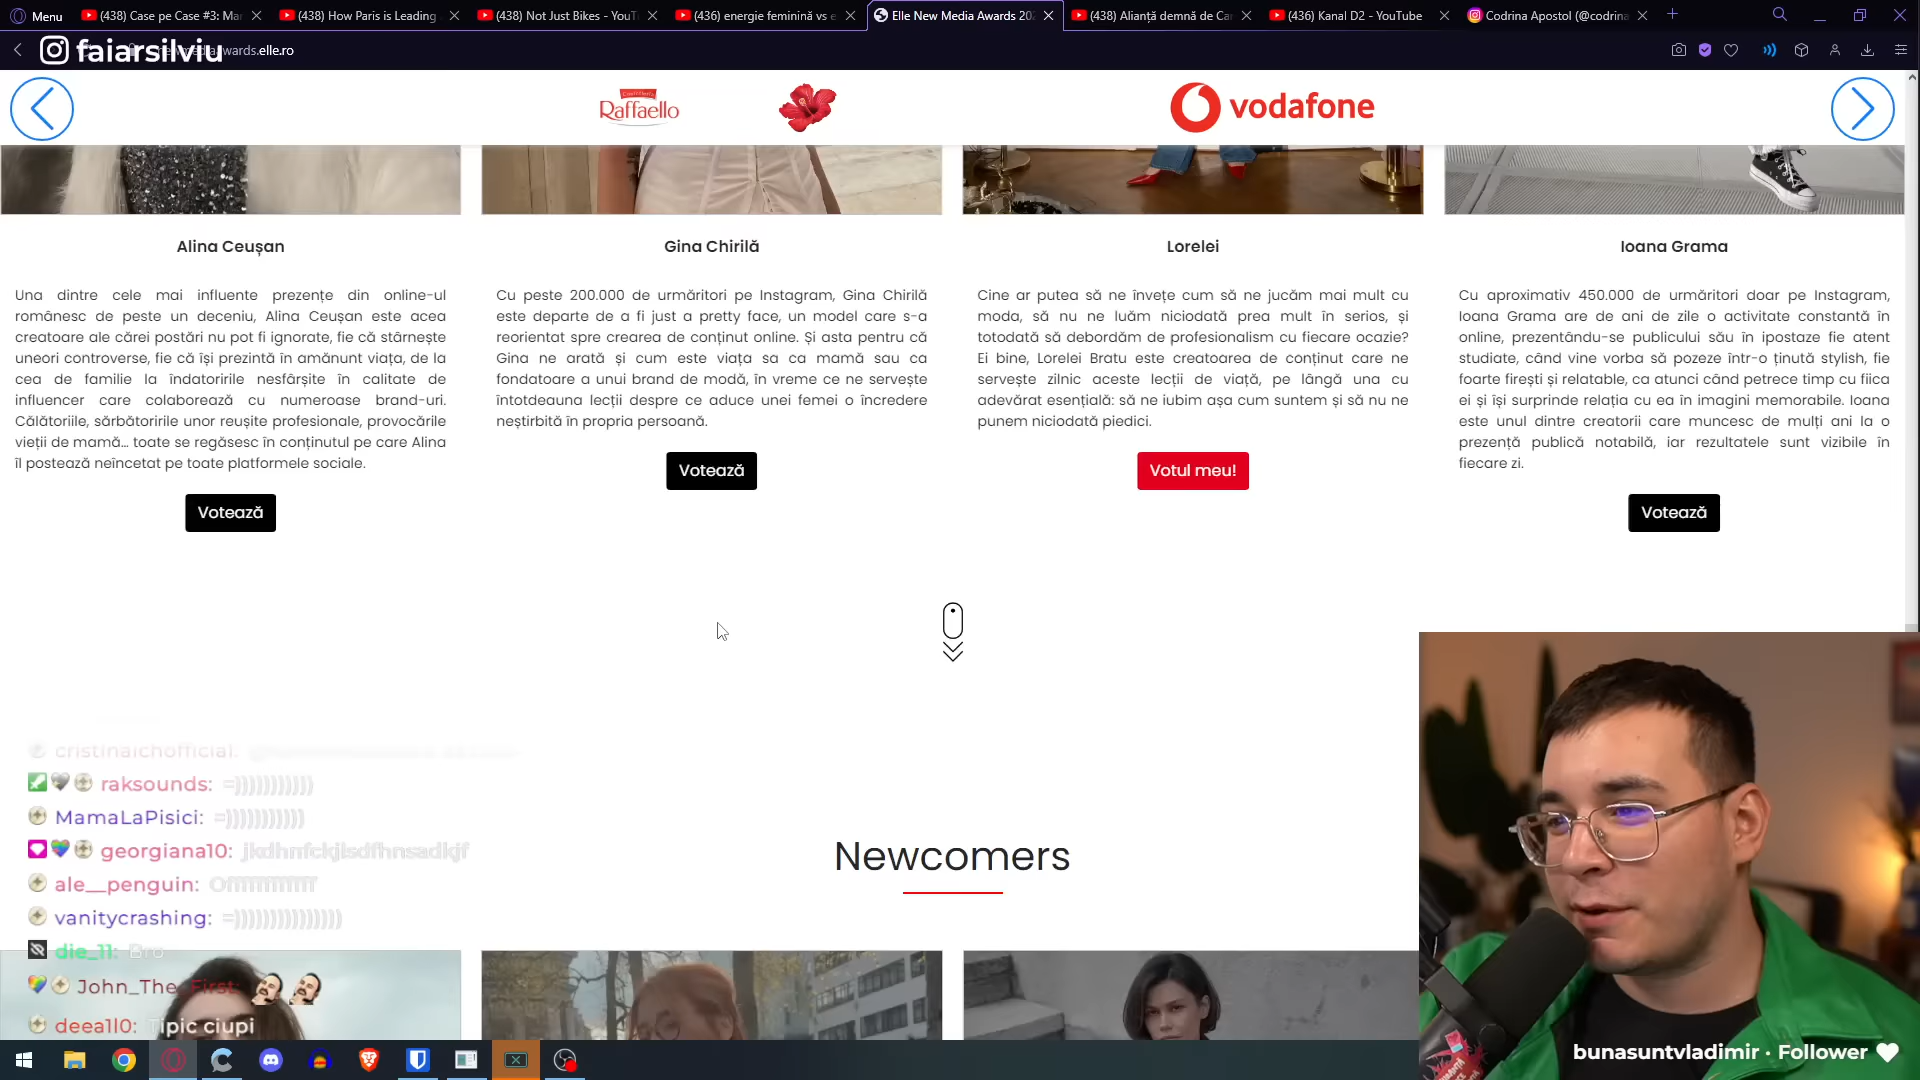 Menu
(438) Case pe Case #3: Ma
(438) How Paris is Leading
(438) Not Just Bikes - YouT
(436) energie feminină vs e
Elle New Media Awards 20
(438) Alianță demnă de Ca
(436) Kanal D2 - YouTube
Codrina Apostol (@codrina
faiarsilviu
wards.elle.ro
Raffaello
vodafone
Alina Ceușan
Una dintre cele mai influente prezențe din online-ul
românesc de peste un deceniu, Alina Ceușan este acea
creatoare ale cărei postări nu pot fi ignorate, fie că stârnește
uneori controverse, fie că își prezintă în amănunt viața, de la
cea de familie la îndatoririle nesfârșite în calitate de
influencer care colaborează cu numeroase brand-uri.
Călătoriile, sărbătoririle unor reușite profesionale, provocările
vieții de mamă... toate se regăsesc în conținutul pe care Alina
îl postează neîncetat pe toate platformele sociale.
Votează
Gina Chirilă
Cu peste 200.000 de urmăritori pe Instagram, Gina Chirilă
este departe de a fi just a pretty face, un model care s-a
reorientat spre crearea de conținut online. Și asta pentru că
Gina ne arată și cum este viața sa ca mamă sau ca
fondatoare a unui brand de modă, în vreme ce ne servește
întotdeauna lecții despre ce aduce unei femei o încredere
neștirbită în propria persoană.
Votează
Lorelei
Cine ar putea să ne învețe cum să ne jucăm mai mult cu
moda, să nu ne luăm niciodată prea mult în serios, și
totodată să debordăm de profesionalism cu fiecare ocazie?
Ei bine, Lorelei Bratu este creatoarea de conținut care ne
servește zilnic aceste lecții de viață, pe lângă una cu
adevărat esențială: să ne iubim așa cum suntem și să nu ne
punem niciodată piedici.
Votul meu!
Ioana Grama
Cu aproximativ 450.000 de urmăritori doar pe Instagram,
Ioana Grama are de ani de zile o activitate constantă în
online, prezentându-se publicului său în ipostaze fie atent
studiate, când vine vorba să pozeze într-o ținută stylish, fie
foarte firești și relatable, ca atunci când petrece timp cu fiica
ei și își surprinde relația cu ea în imagini memorabile. Ioana
este unul dintre creatorii care muncesc de mulți ani la o
prezență publică notabilă, iar rezultatele sunt vizibile în
fiecare zi.
Votează
Newcomers
cristinaichofficial:
raksounds: =)))))))))))
MamaLaPisici: =)))))))))))
georgiana10: jkdhnfckjlsdfhnsadkjf
ale__penguin: Offffffffffff
vanitycrashing: =)))))))))))))))
die_11: Bro
John_The_First:
deea1l0: Tipic ciupi
bunasuntvladimir · Follower